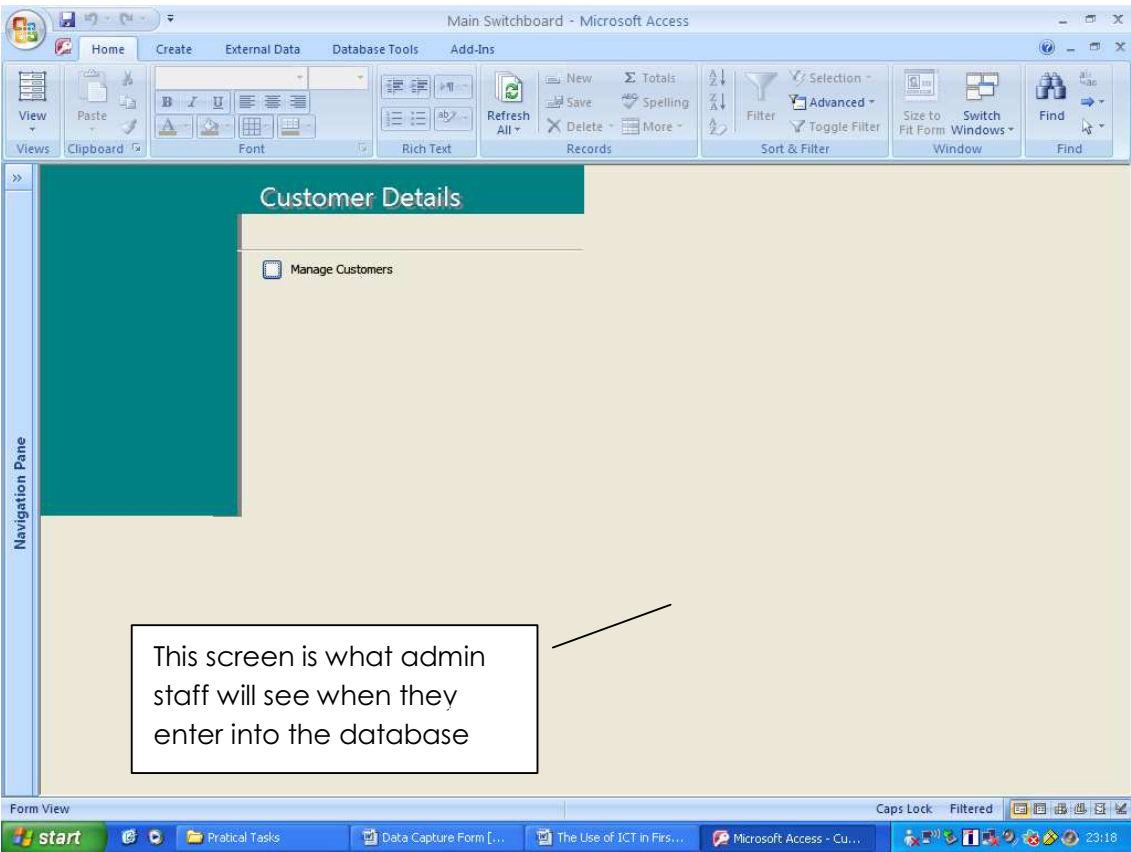 Main Switchboard - Microsoft Access
Home Create External Data Database Tools Add-Ins
View
Paste
B I U
A
Refresh
All
New
Save
Delete
Σ Totals
Spelling
More
Filter
Selection
Advanced
Toggle Filter
Size to
Fit Form
Switch
Windows
Find
Views Clipboard Font Rich Text Records Sort & Filter Window Find
Navigation Pane
Customer Details
Manage Customers
This screen is what admin
staff will see when they
enter into the database
Form View Caps Lock Filtered
start Pratical Tasks Data Capture Form [... The Use of ICT in Firs... Microsoft Access - Cu... 23:18